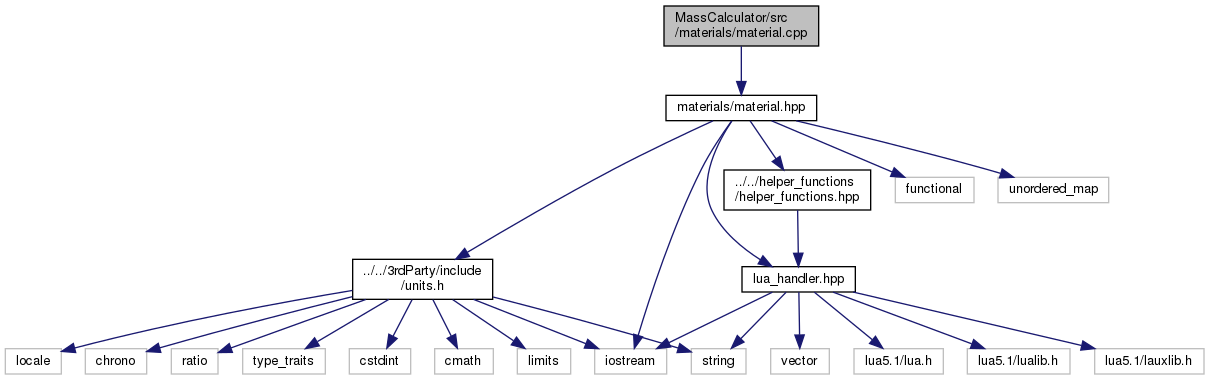 MassCalculator/src
/materials/material.cpp
materials/material.hpp
../../helper_functions
/helper_functions.hpp
functional
unordered_map
../../3rdParty/include
/units.h
lua_handler.hpp
locale
chrono
ratio
type_traits
cstdint
cmath
limits
iostream
string
vector
lua5.1/lua.h
lua5.1/lualib.h
lua5.1/lauxlib.h